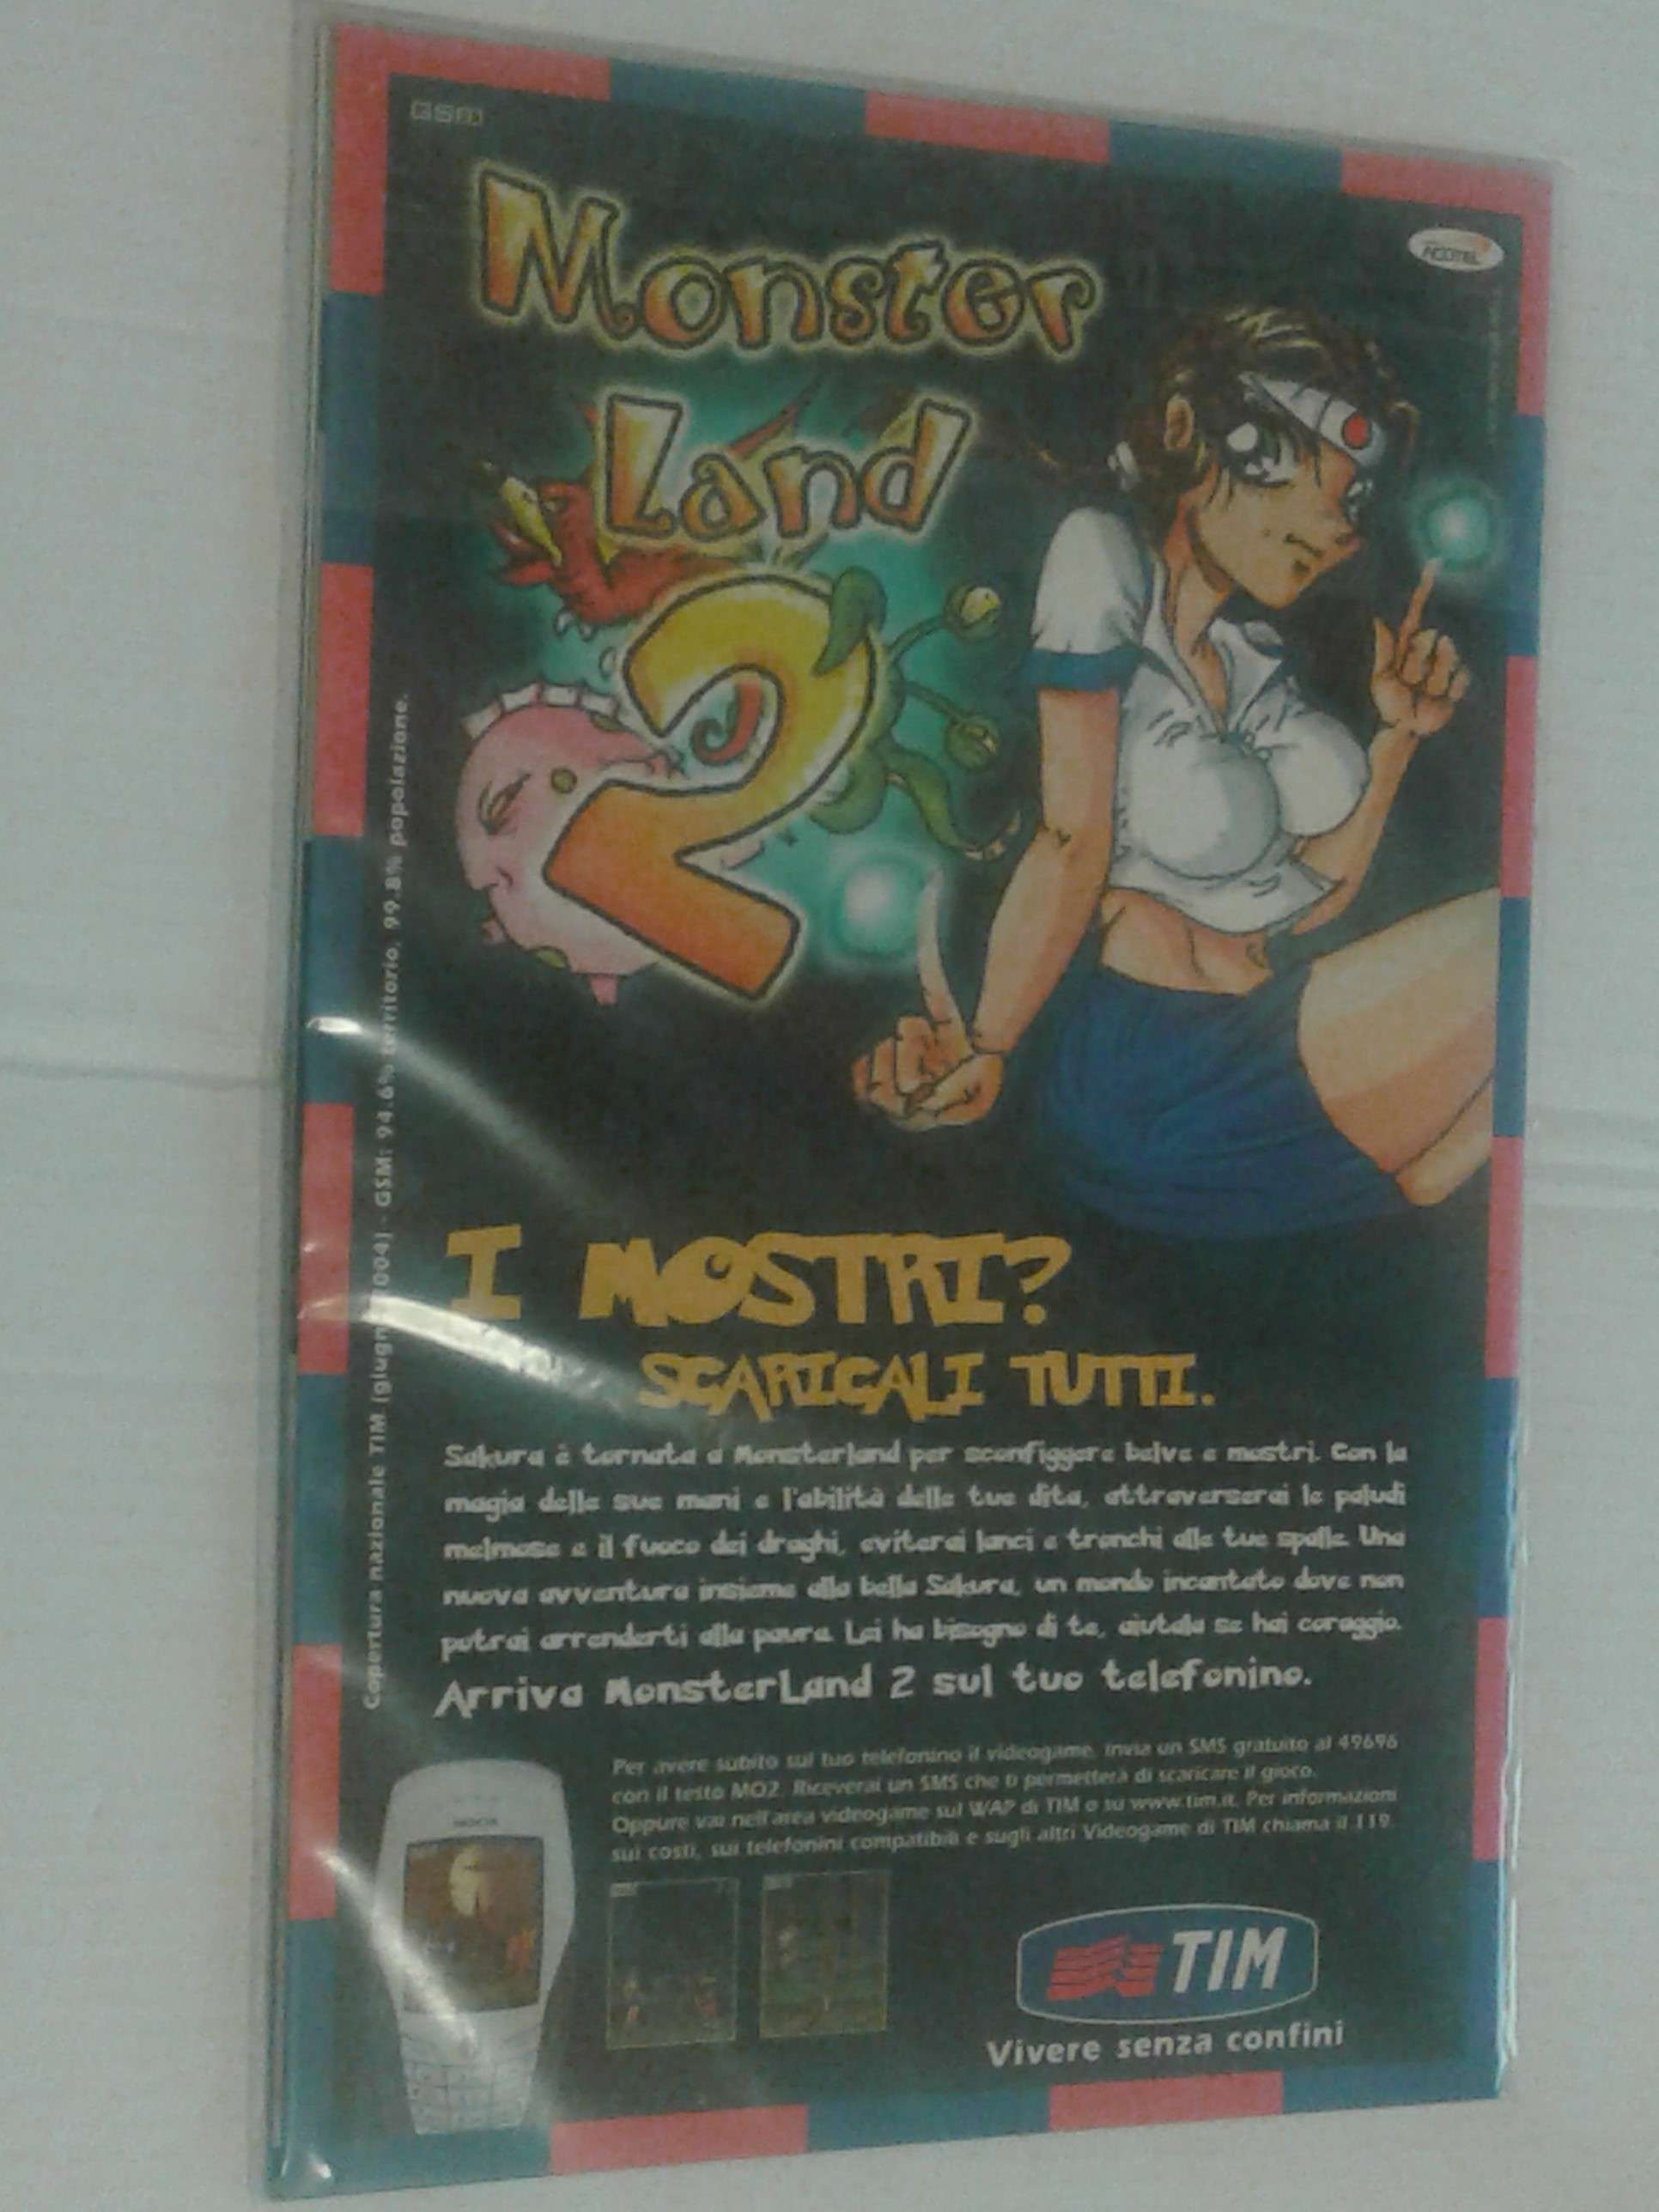 GSM
ACOTEL
Monster
Land
2
Copertura nazionale TIM (giugno 2004) - GSM: 94.6% territorio, 99.8% popolazione.
I MOSTRI?
SCARICALI TUTTI.
Sakura è tornata a Monsterland per sconfiggere belve e mostri. Con la
magia delle sue mani e l'abilità delle tue dita, attraverserai le paludi
melmose e il fuoco dei draghi, eviterai lanci e tronchi alle tue spalle. Una
nuova avventura insieme alla bella Sakura, un mondo incantato dove non
potrai arrenderti alla paura. Lei ha bisogno di te, aiutala se hai coraggio.
Arriva MonsterLand 2 sul tuo telefonino.
Per avere subito sul tuo telefonino il videogame, invia un SMS gratuito al 49696
con il testo MO2. Riceverai un SMS che ti permetterà di scaricare il gioco.
Oppure vai nell'area videogame sul WAP di TIM o su www.tim.it. Per informazioni
sui costi, sui telefonini compatibili e sugli altri Videogame di TIM chiama il 119.
NOKIA
TIM
Vivere senza confini